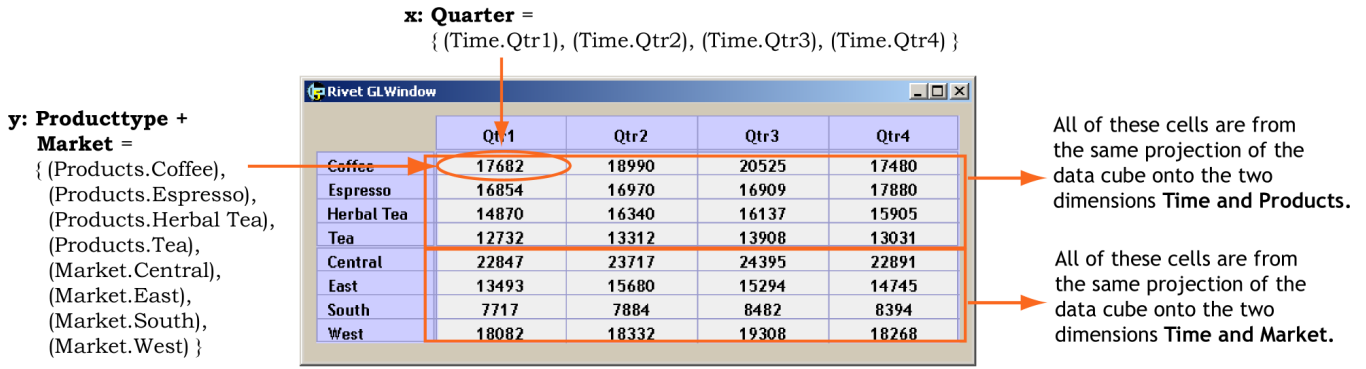 x: Quarter =
{ (Time.Qtr1), (Time.Qtr2), (Time.Qtr3), (Time.Qtr4) }
y: Producttype +
Market =
{ (Products.Coffee),
(Products.Espresso),
(Products.Herbal Tea),
(Products.Tea),
(Market.Central),
(Market.East),
(Market.South),
(Market.West) }
Rivet GLWindow
Qtr1 Qtr2 Qtr3 Qtr4
Coffee 17682 18990 20525 17480
Espresso 16854 16970 16909 17880
Herbal Tea 14870 16340 16137 15905
Tea 12732 13312 13908 13031
Central 22847 23717 24395 22891
East 13493 15680 15294 14745
South 7717 7884 8482 8394
West 18082 18332 19308 18268
All of these cells are from
the same projection of the
data cube onto the two
dimensions Time and Products.
All of these cells are from
the same projection of the
data cube onto the two
dimensions Time and Market.